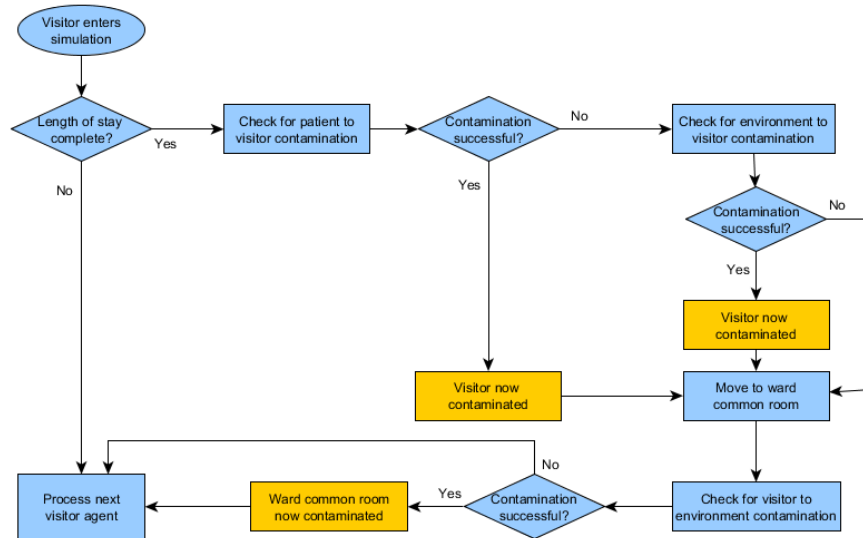 Visitor enters
simulation
Length of stay
complete?
Yes
No
Check for patient to
visitor contamination
Contamination
successful?
No
Yes
Check for environment to
visitor contamination
Contamination
successful?
No
Yes
Visitor now
contaminated
Visitor now
contaminated
Move to ward
common room
Check for visitor to
environment contamination
Contamination
successful?
No
Yes
Ward common room
now contaminated
Process next
visitor agent